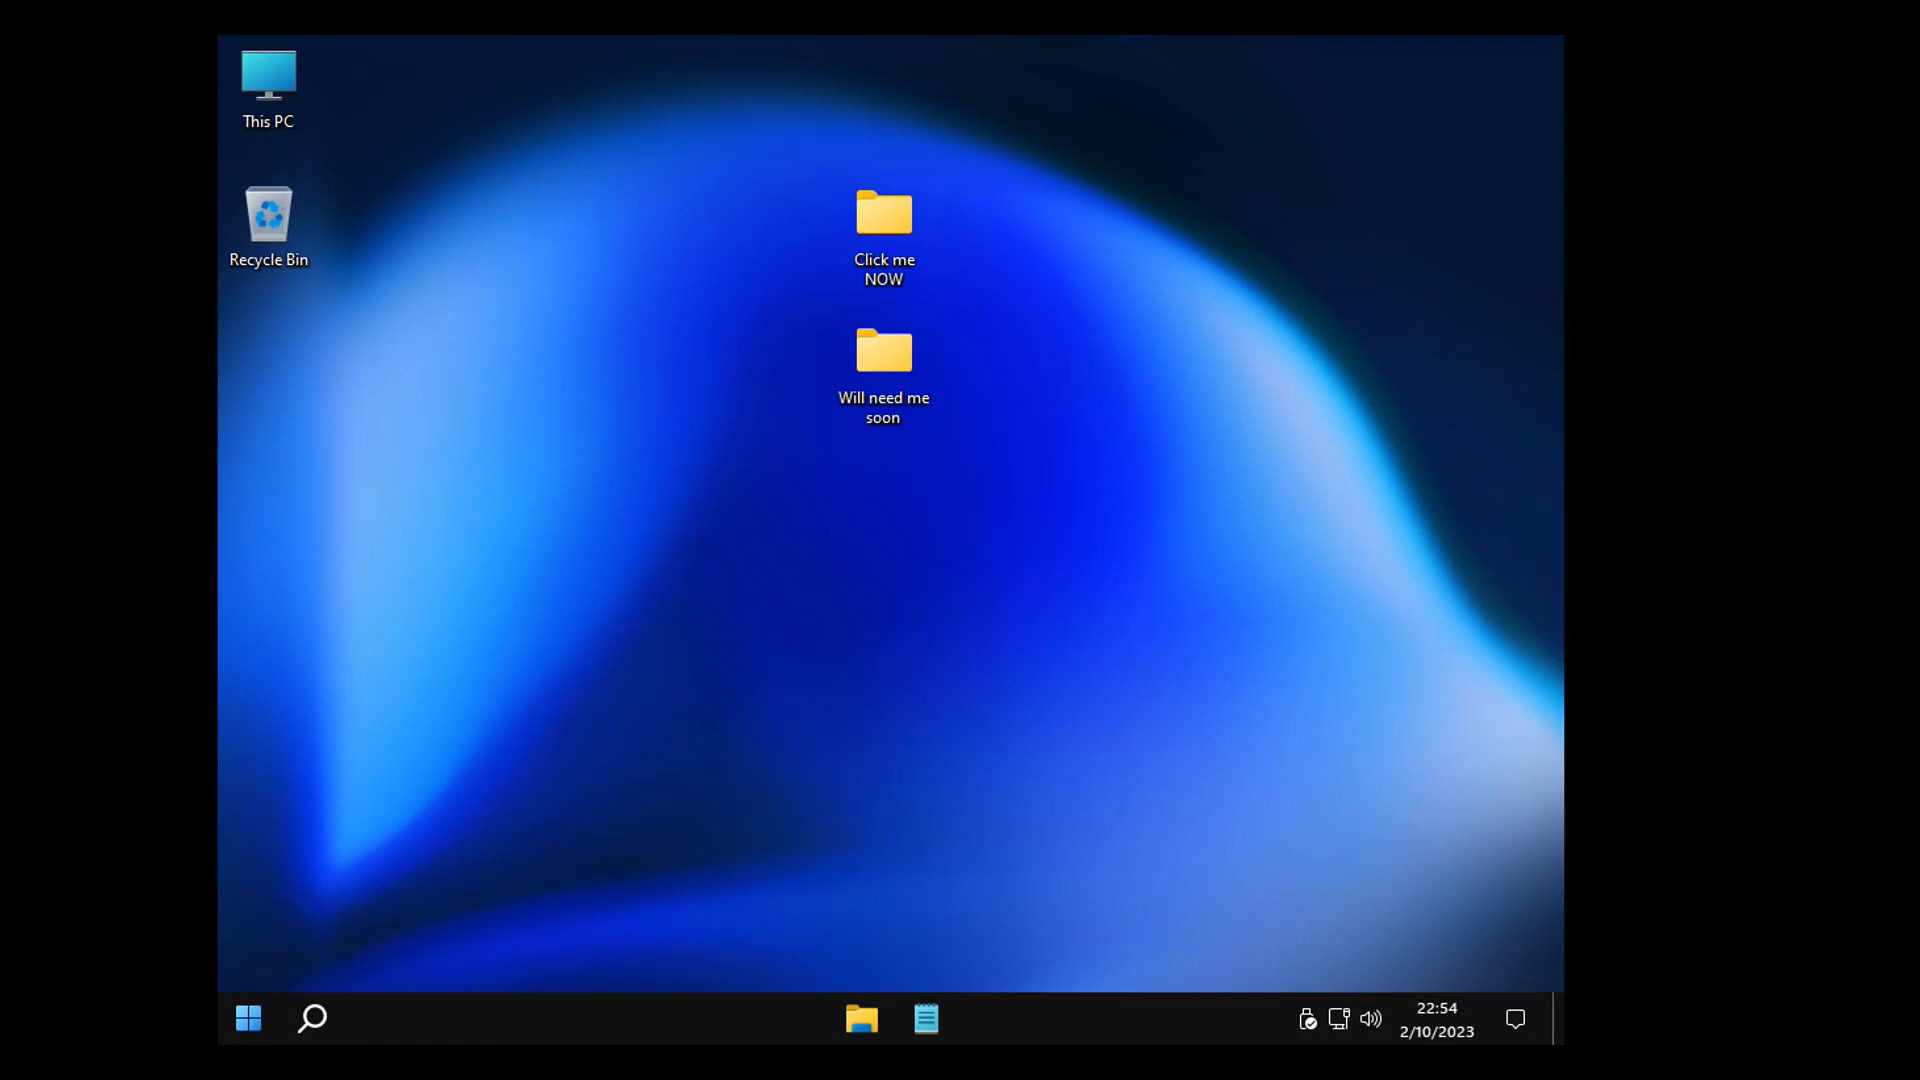 This PC
Recycle Bin
Click me
NOW
Will need me
soon
22:54
2/10/2023